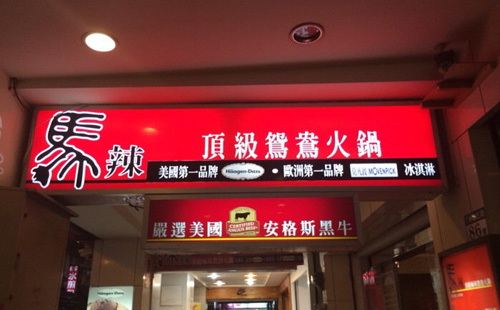 馬辣 頂級鴛鴦火鍋
美國第一品牌 Häagen-Dazs • 歐洲第一品牌 MÖVENPICK 冰淇淋
嚴選美國 CERTIFIED ANGUS BEEF 安格斯黑牛
86